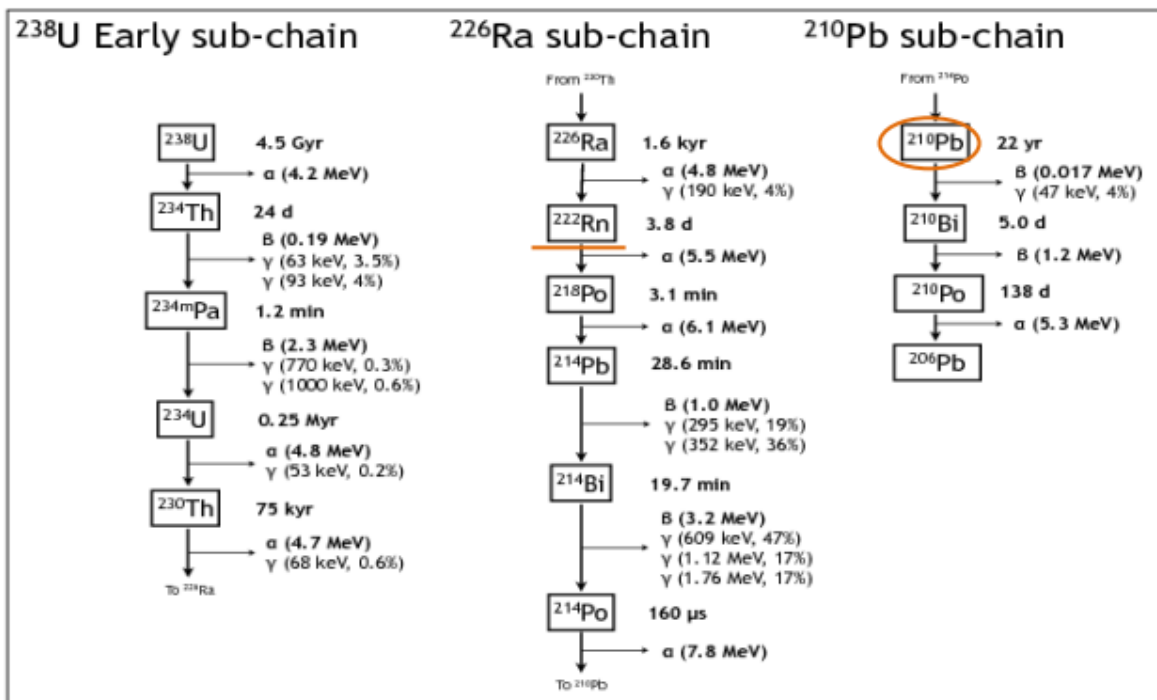 ²³⁸U Early sub-chain
²³⁸U
4.5 Gyr
α (4.2 MeV)
²³⁴Th
24 d
β (0.19 MeV)
γ (63 keV, 3.5%)
γ (93 keV, 4%)
²³⁴ᵐPa
1.2 min
β (2.3 MeV)
γ (770 keV, 0.3%)
γ (1000 keV, 0.6%)
²³⁴U
0.25 Myr
α (4.8 MeV)
γ (53 keV, 0.2%)
²³⁰Th
75 kyr
α (4.7 MeV)
γ (68 keV, 0.6%)
To ²²⁶Ra
²²⁶Ra sub-chain
From ²³⁰Th
²²⁶Ra
1.6 kyr
α (4.8 MeV)
γ (190 keV, 4%)
²²²Rn
3.8 d
α (5.5 MeV)
²¹⁸Po
3.1 min
α (6.1 MeV)
²¹⁴Pb
28.6 min
β (1.0 MeV)
γ (295 keV, 19%)
γ (352 keV, 36%)
²¹⁴Bi
19.7 min
β (3.2 MeV)
γ (609 keV, 47%)
γ (1.12 MeV, 17%)
γ (1.76 MeV, 17%)
²¹⁴Po
160 µs
α (7.8 MeV)
To ²¹⁰Pb
²¹⁰Pb sub-chain
From ²¹⁴Po
²¹⁰Pb
22 yr
β (0.017 MeV)
γ (47 keV, 4%)
²¹⁰Bi
5.0 d
β (1.2 MeV)
²¹⁰Po
138 d
α (5.3 MeV)
²⁰⁶Pb